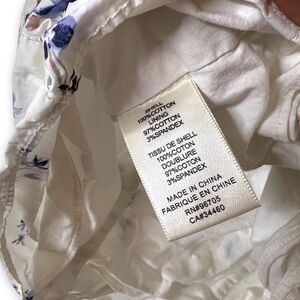 SHELL
100%COTTON
LINING
97%COTTON
3%SPANDEX
TISSU DE SHELL
100%COTON
DOUBLURE
97%COTON
3%SPANDEX
MADE IN CHINA
FABRIQUE EN CHINE
RN#96705
CA#34460